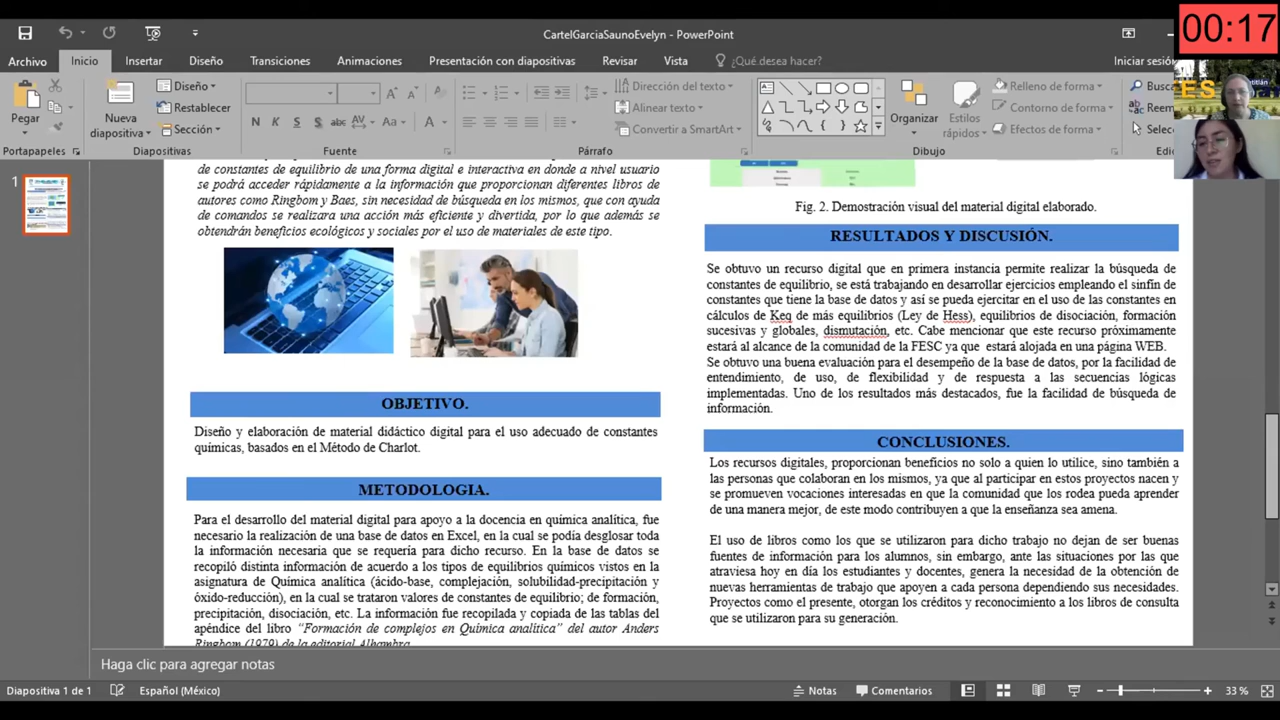 CartelGarciaSaunoEvelyn - PowerPoint
00:17
Archivo Inicio Insertar Diseño Transiciones Animaciones Presentación con diapositivas Revisar Vista ¿Qué desea hacer?
Pegar
Portapapeles
Nueva
diapositiva
Diseño
Restablecer
Sección
Diapositivas
N K S S abc AV Aa A
Fuente
Dirección del texto
Alinear texto
Convertir a SmartArt
Párrafo
Organizar
Estilos
rápidos
Relleno de forma
Contorno de forma
Efectos de forma
Dibujo
ES
1
de constantes de equilibrio de una forma digital e interactiva en donde a nivel usuario
se podrá acceder rápidamente a la información que proporcionan diferentes libros de
autores como Ringbom y Baes, sin necesidad de búsqueda en los mismos, que con ayuda
de comandos se realizara una acción más eficiente y divertida, por lo que además se
obtendrán beneficios ecológicos y sociales por el uso de materiales de este tipo.
OBJETIVO.
Diseño y elaboración de material didáctico digital para el uso adecuado de constantes
químicas, basados en el Método de Charlot.
METODOLOGIA.
Para el desarrollo del material digital para apoyo a la docencia en química analítica, fue
necesario la realización de una base de datos en Excel, en la cual se podía desglosar toda
la información necesaria que se requería para dicho recurso. En la base de datos se
recopiló distinta información de acuerdo a los tipos de equilibrios químicos vistos en la
asignatura de Química analítica (ácido-base, complejación, solubilidad-precipitación y
óxido-reducción), en la cual se trataron valores de constantes de equilibrio; de formación,
precipitación, disociación, etc. La información fue recopilada y copiada de las tablas del
apéndice del libro "Formación de complejos en Química analítica" del autor Anders
Ringbom (1979) de la editorial Alhambra
Fig. 2. Demostración visual del material digital elaborado.
RESULTADOS Y DISCUSIÓN.
Se obtuvo un recurso digital que en primera instancia permite realizar la búsqueda de
constantes de equilibrio, se está trabajando en desarrollar ejercicios empleando el sinfín de
constantes que tiene la base de datos y así se pueda ejercitar en el uso de las constantes en
cálculos de Keq de más equilibrios (Ley de Hess), equilibrios de disociación, formación
sucesivas y globales, dismutación, etc. Cabe mencionar que este recurso próximamente
estará al alcance de la comunidad de la FESC ya que estará alojada en una página WEB.
Se obtuvo una buena evaluación para el desempeño de la base de datos, por la facilidad de
entendimiento, de uso, de flexibilidad y de respuesta a las secuencias lógicas
implementadas. Uno de los resultados más destacados, fue la facilidad de búsqueda de
información.
CONCLUSIONES.
Los recursos digitales, proporcionan beneficios no solo a quien lo utilice, sino también a
las personas que colaboran en los mismos, ya que al participar en estos proyectos nacen y
se promueven vocaciones interesadas en que la comunidad que los rodea pueda aprender
de una manera mejor, de este modo contribuyen a que la enseñanza sea amena.
El uso de libros como los que se utilizaron para dicho trabajo no dejan de ser buenas
fuentes de información para los alumnos, sin embargo, ante las situaciones por las que
atraviesa hoy en día los estudiantes y docentes, genera la necesidad de la obtención de
nuevas herramientas de trabajo que apoyen a cada persona dependiendo sus necesidades.
Proyectos como el presente, otorgan los créditos y reconocimiento a los libros de consulta
que se utilizaron para su generación.
Haga clic para agregar notas
Diapositiva 1 de 1 Español (México) Notas Comentarios 33 %